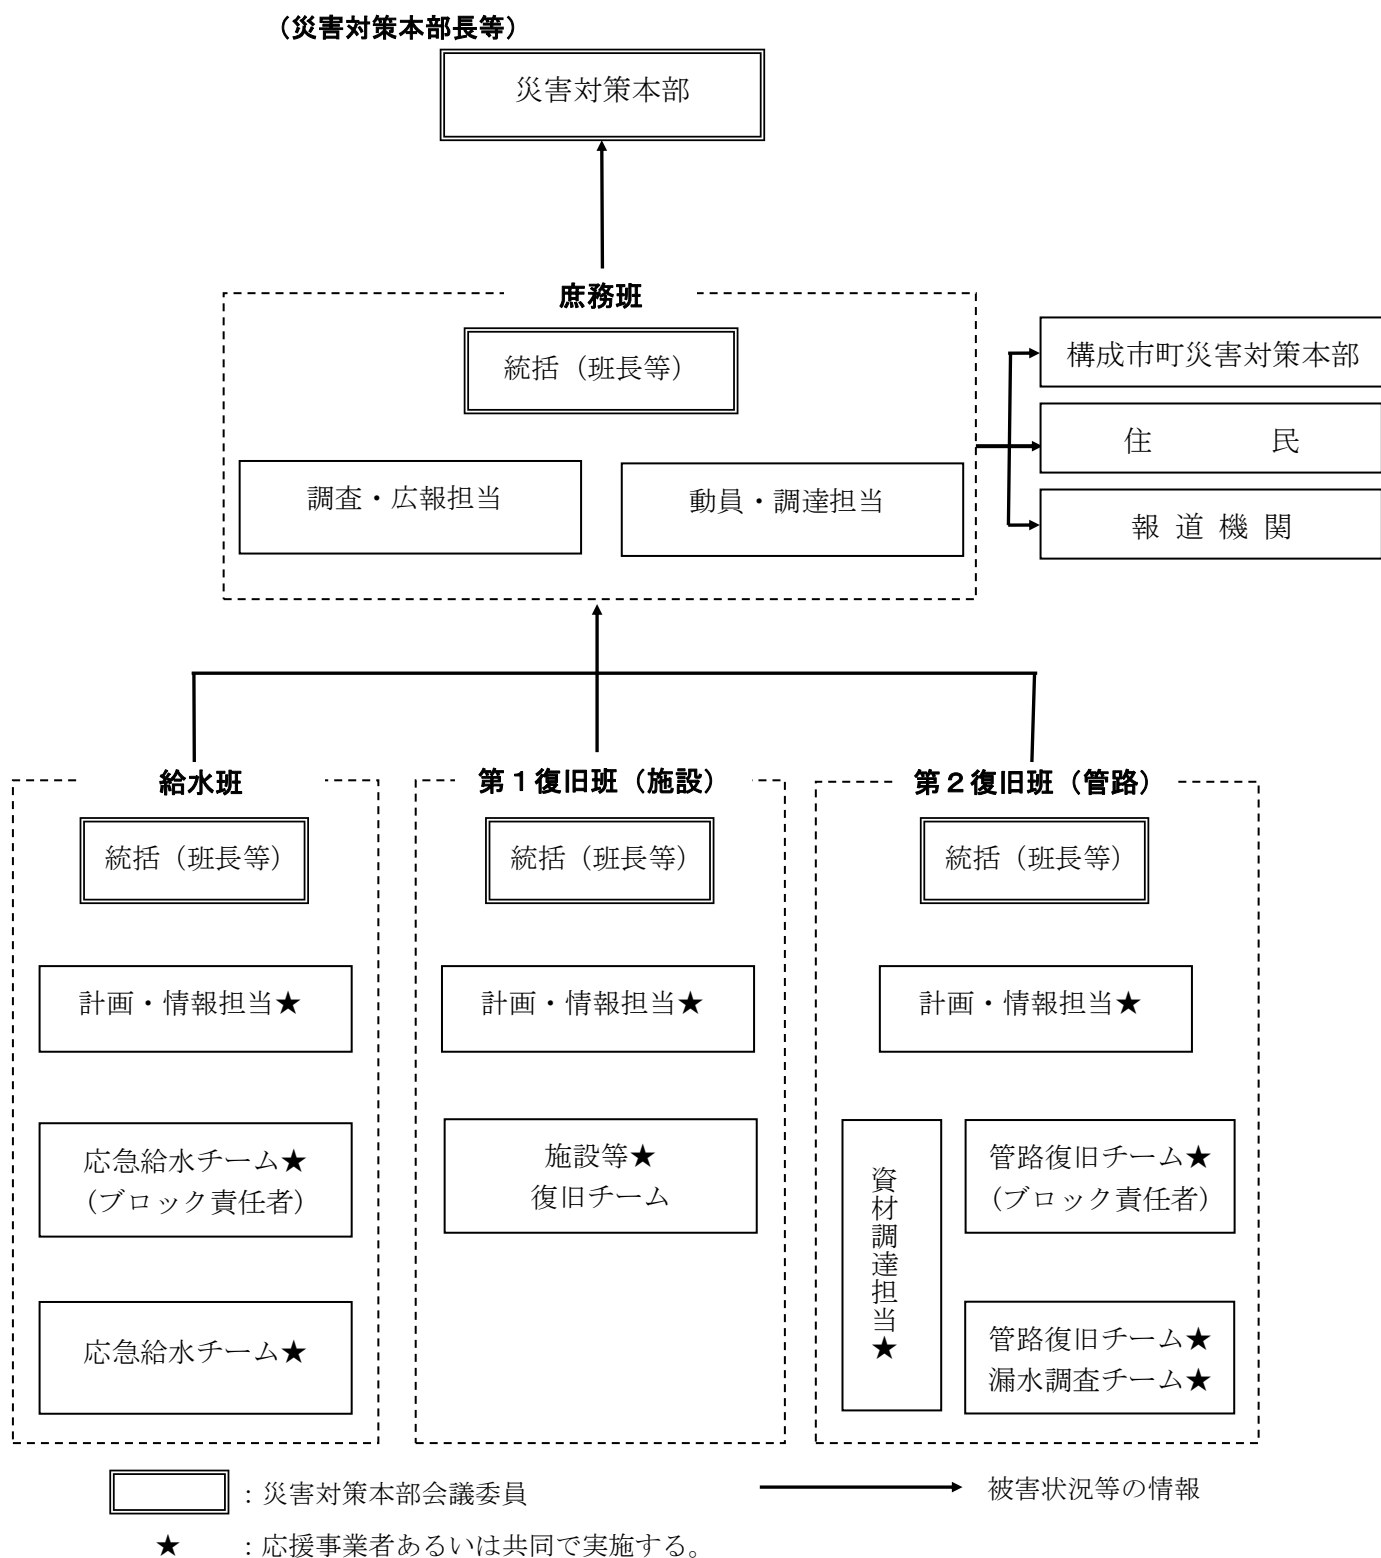 （災害対策本部長等）
災害対策本部
庶務班
統括（班長等）
調査・広報担当
動員・調達担当
構成市町災害対策本部
住　　　　民
報 道 機 関
給水班
統括（班長等）
計画・情報担当★
応急給水チーム★
（ブロック責任者）
応急給水チーム★
第１復旧班（施設）
統括（班長等）
計画・情報担当★
施設等★
復旧チーム
第２復旧班（管路）
統括（班長等）
計画・情報担当★
資材調達担当★
管路復旧チーム★
（ブロック責任者）
管路復旧チーム★
漏水調査チーム★
：災害対策本部会議委員
被害状況等の情報
★　：応援事業者あるいは共同で実施する。